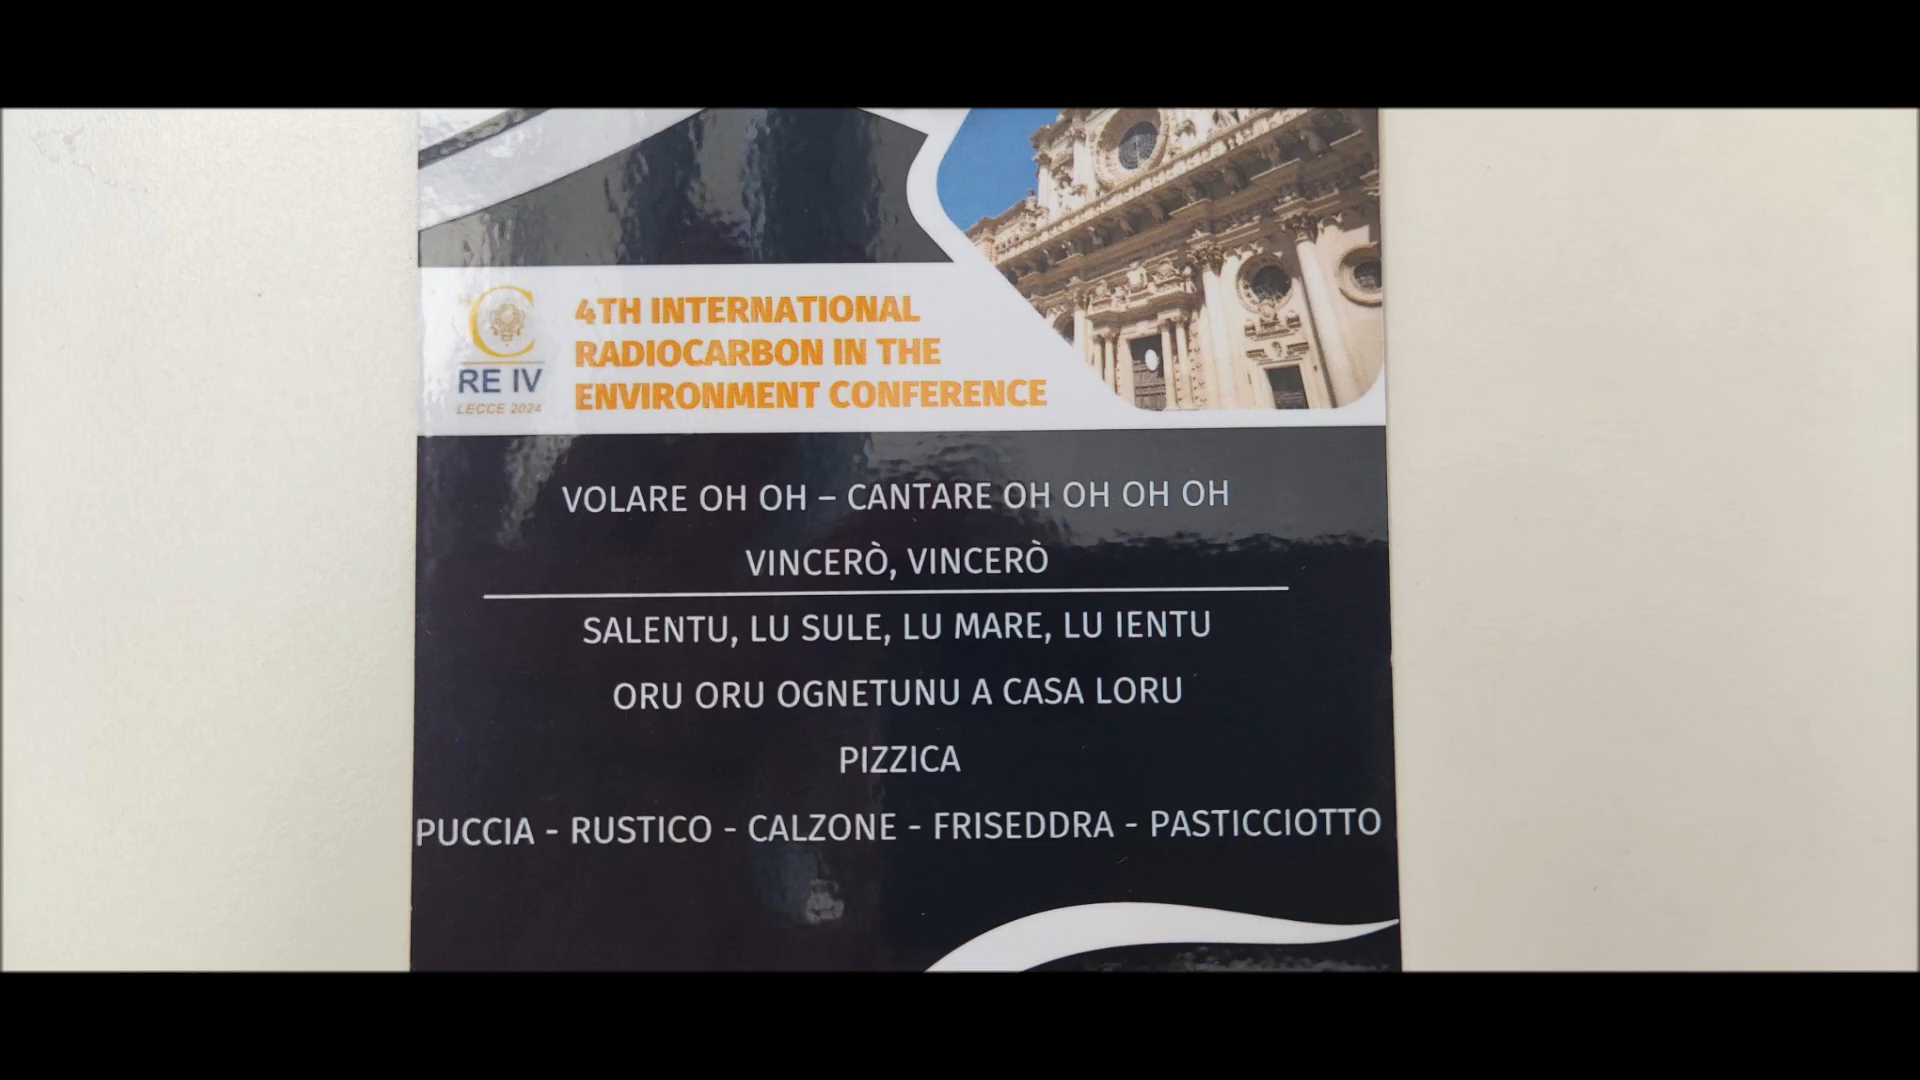 14
C
RE IV
LECCE 2024
4TH INTERNATIONAL
RADIOCARBON IN THE
ENVIRONMENT CONFERENCE
VOLARE OH OH – CANTARE OH OH OH OH
VINCERÒ, VINCERÒ
SALENTU, LU SULE, LU MARE, LU IENTU
ORU ORU OGNETUNU A CASA LORU
PIZZICA
PUCCIA - RUSTICO - CALZONE - FRISEDDRA - PASTICCIOTTO